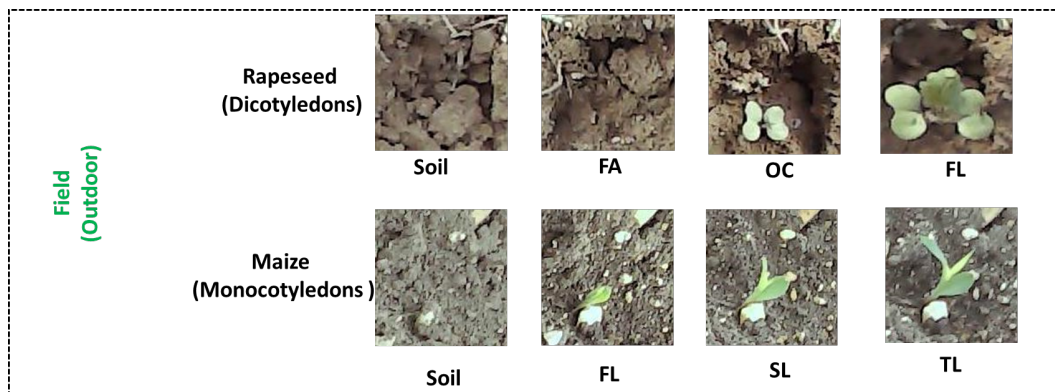 Field
(Outdoor)
Rapeseed
(Dicotyledons)
Soil
FA
OC
FL
Maize
(Monocotyledons )
Soil
FL
SL
TL